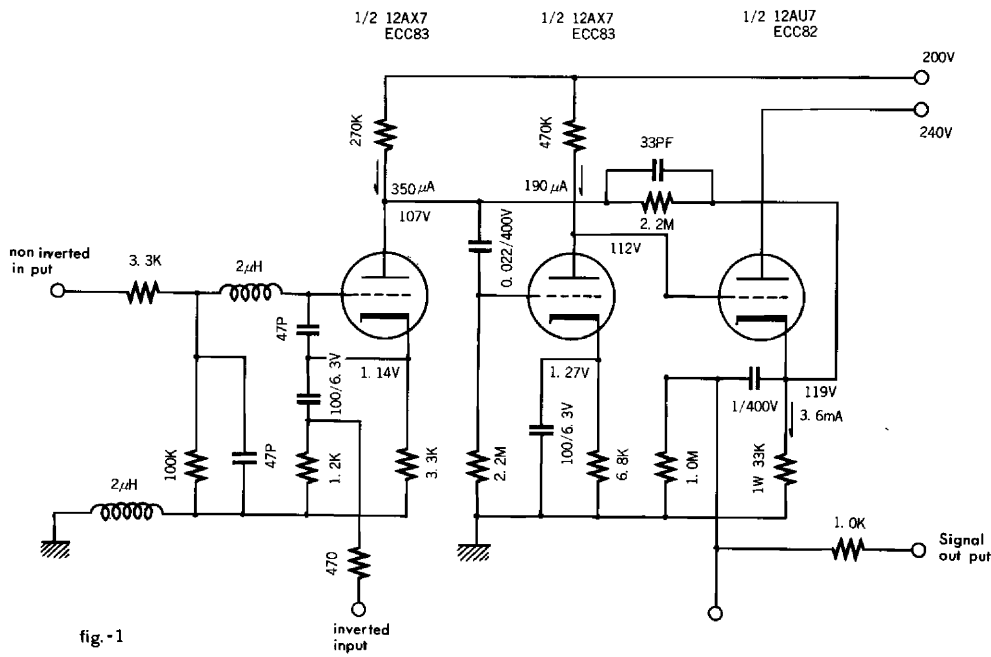 1/2 12AX7
ECC83
1/2 12AX7
ECC83
1/2 12AU7
ECC82
200V
240V
270K
470K
33PF
350μA
107V
190μA
2.2M
112V
0.022/400V
non inverted
in put
3.3K
2μH
47P
1.14V
100/6.3V
1.27V
100/6.3V
1/400V
119V
3.6mA
100K
47P
1.2K
3.3K
2.2M
6.8K
1.0M
1W 33K
2μH
470
1.0K
Signal
out put
inverted
input
fig.-1